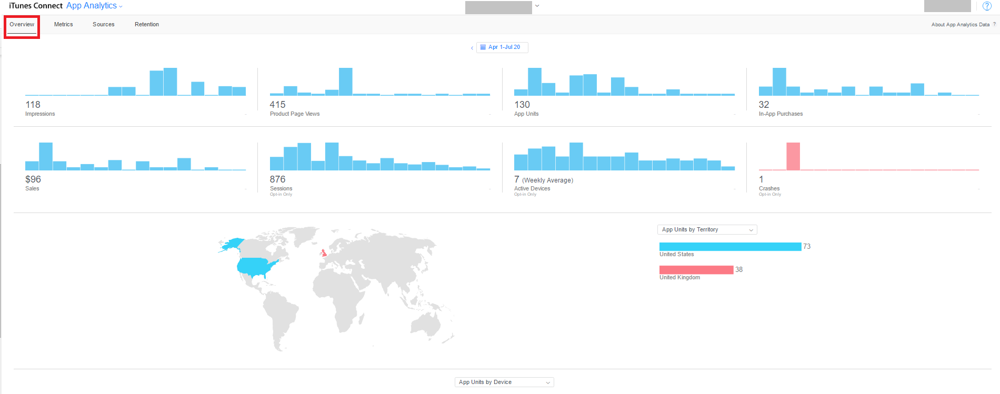 iTunes Connect App Analytics
?
Overview Metrics Sources Retention About App Analytics Data ?
Apr 1-Jul 20
118
Impressions
415
Product Page Views
130
App Units
32
In-App Purchases
$96
Sales
876
Sessions
Opt-in Only
7 (Weekly Average)
Active Devices
Opt-in Only
1
Crashes
Opt-in Only
App Units by Territory
73
United States
38
United Kingdom
App Units by Device